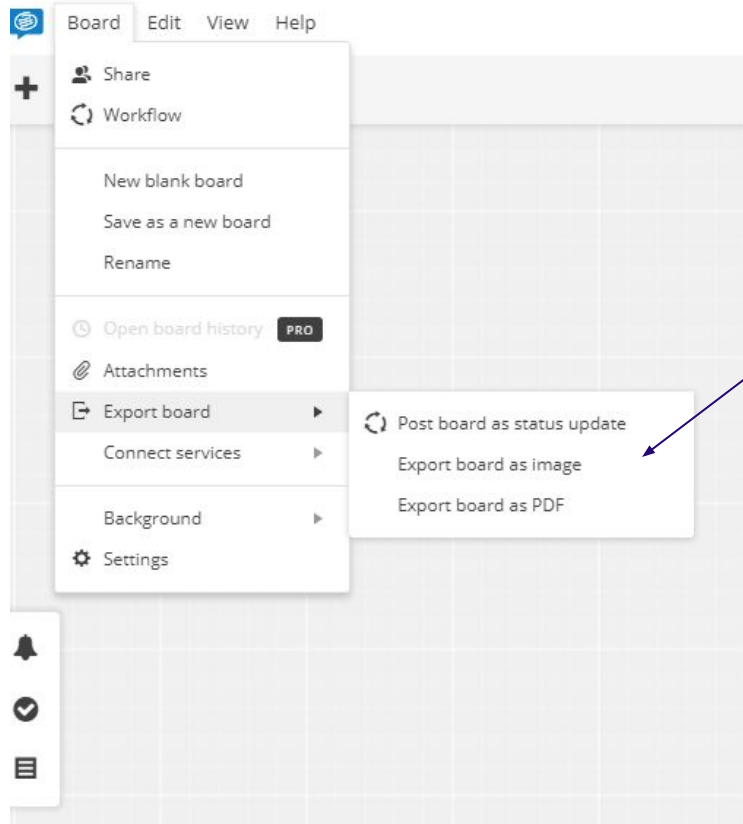 Board Edit View Help
Share
Workflow
New blank board
Save as a new board
Rename
Open board history PRO
Attachments
Export board
Connect services
Background
Settings
Post board as status update
Export board as image
Export board as PDF